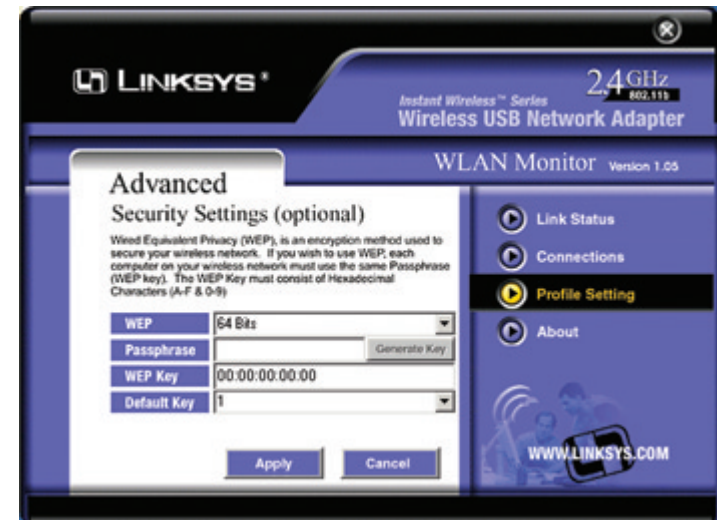 LINKSYS®
2.4 GHz
802.11b
Instant Wireless™ Series
Wireless USB Network Adapter
WLAN Monitor Version 1.05
Advanced
Security Settings (optional)
Wired Equivalent Privacy (WEP), is an encryption method used to
secure your wireless network. If you wish to use WEP, each
computer on your wireless network must use the same Passphrase
(WEP key). The WEP Key must consist of Hexadecimal
Characters (A-F & 0-9)
WEP 64 Bits
Passphrase Generate Key
WEP Key 00:00:00:00:00
Default Key 1
Apply Cancel
Link Status
Connections
Profile Setting
About
WWW.LINKSYS.COM